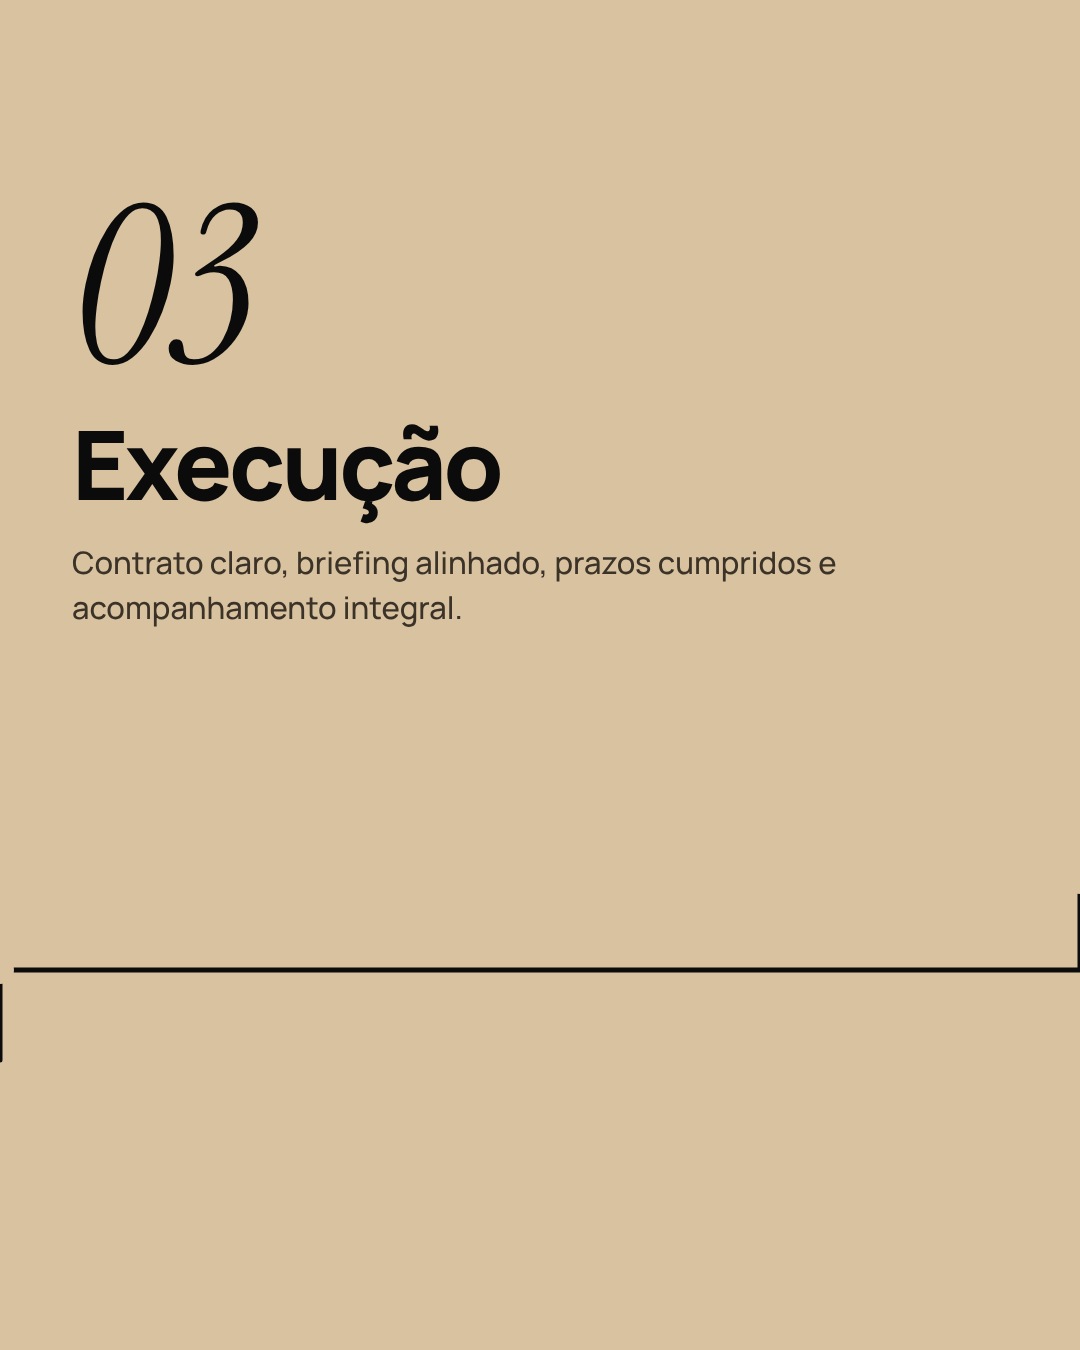 03
Execução
Contrato claro, briefing alinhado, prazos cumpridos e
acompanhamento integral.